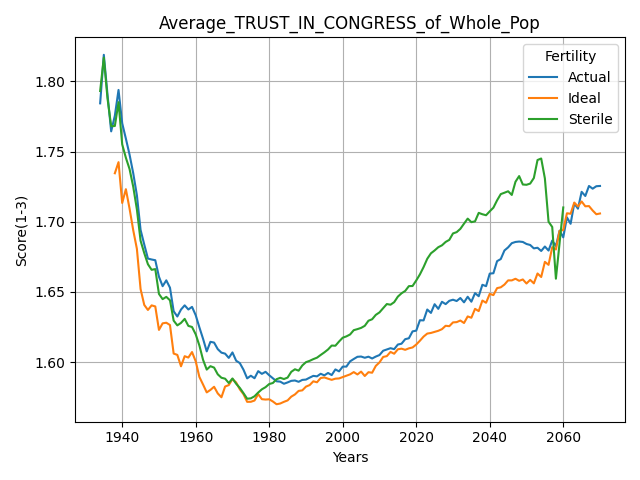 Average_TRUST_IN_CONGRESS_of_Whole_Pop
Fertility
Actual
Ideal
Sterile
Score(1-3)
1.80
1.75
1.70
1.65
1.60
1940
1960
1980
2000
2020
2040
2060
Years